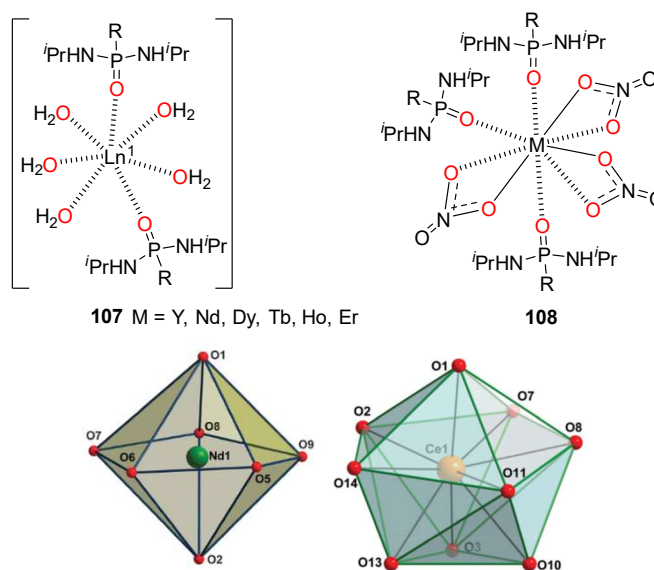 R
iPrHN P NHiPr
O
H2O OH2
H2O Ln1 OH2
H2O
O
iPrHN P NHiPr
R
107 M = Y, Nd, Dy, Tb, Ho, Er
R
iPrHN P NHiPr
O
NHiPr
R P O
iPrHN
O N O
O
M
O
O N
O
O N
O
O
O
iPrHN P NHiPr
R
108
O1
O7 O8 O9
O6 Nd1 O5
O2
O1
O2 O7
O8
Ce1
O14 O11
O13 O3 O10